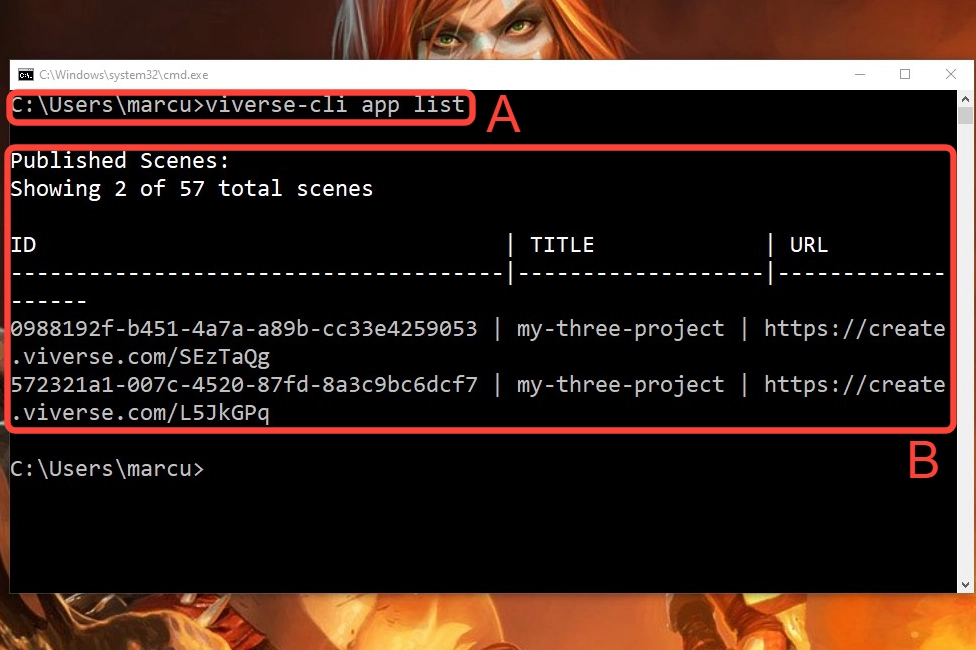 C:\Windows\system32\cmd.exe
C:\Users\marcu>viverse-cli app list
A
Published Scenes:
Showing 2 of 57 total scenes
ID | TITLE | URL
--------------------------------------|-------------------|-------------
------
0988192f-b451-4a7a-a89b-cc33e4259053 | my-three-project | https://create
.viverse.com/SEzTaQg
572321a1-007c-4520-87fd-8a3c9bc6dcf7 | my-three-project | https://create
.viverse.com/L5JkGPq
B
C:\Users\marcu>